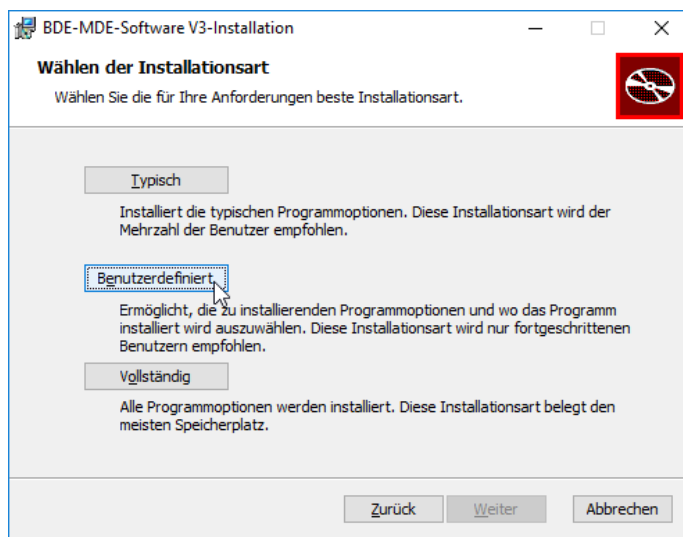 BDE-MDE-Software V3-Installation
Wählen der Installationsart
Wählen Sie die für Ihre Anforderungen beste Installationsart.
Typisch
Installiert die typischen Programmoptionen. Diese Installationsart wird der
Mehrzahl der Benutzer empfohlen.
Benutzerdefiniert
Ermöglicht, die zu installierenden Programmoptionen und wo das Programm
installiert wird auszuwählen. Diese Installationsart wird nur fortgeschrittenen
Benutzern empfohlen.
Vollständig
Alle Programmoptionen werden installiert. Diese Installationsart belegt den
meisten Speicherplatz.
Zurück Weiter Abbrechen